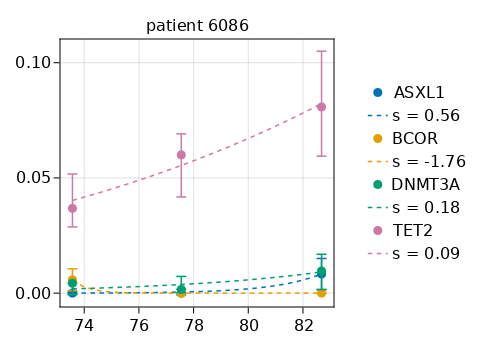 patient 6086
0.10
0.05
0.00
74
76
78
80
82
ASXL1
s = 0.56
BCOR
s = -1.76
DNMT3A
s = 0.18
TET2
s = 0.09